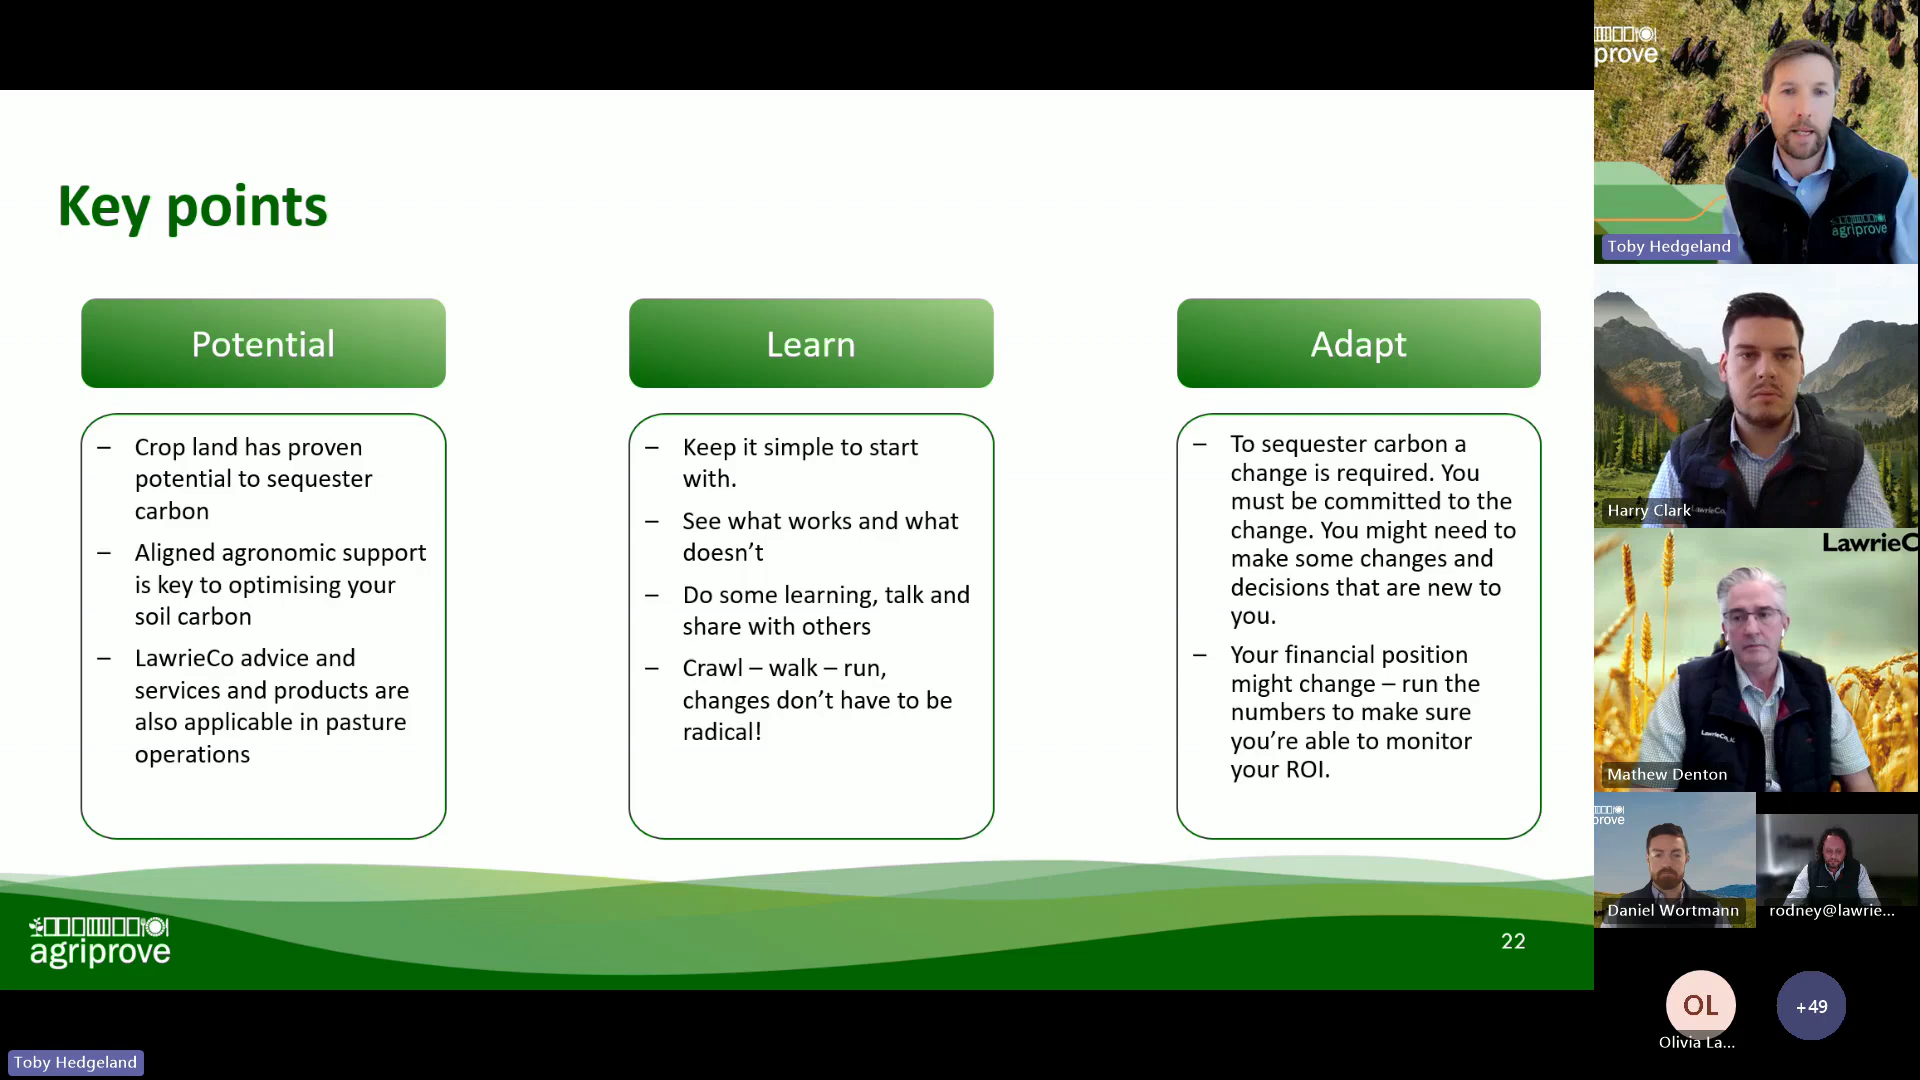 Key points
Potential
– Crop land has proven
potential to sequester
carbon
– Aligned agronomic support
is key to optimising your
soil carbon
– LawrieCo advice and
services and products are
also applicable in pasture
operations
Learn
– Keep it simple to start
with.
– See what works and what
doesn’t
– Do some learning, talk and
share with others
– Crawl – walk – run,
changes don’t have to be
radical!
Adapt
– To sequester carbon a
change is required. You
must be committed to the
change. You might need to
make some changes and
decisions that are new to
you.
– Your financial position
might change – run the
numbers to make sure
you’re able to monitor
your ROI.
agriprove
22
Toby Hedgeland
prove
agriprove
Toby Hedgeland
LawrieCo
Harry Clark
LawrieC
LawrieCo
Mathew Denton
prove
Daniel Wortmann
rodney@lawrie...
OL
Olivia La...
+49